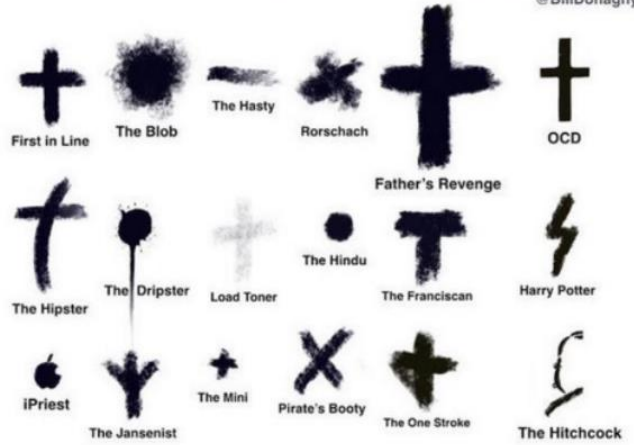 @BillDonaghy
First in Line
The Blob
The Hasty
Rorschach
Father's Revenge
OCD
The Hipster
The Dripster
Load Toner
The Hindu
The Franciscan
Harry Potter
iPriest
The Jansenist
The Mini
Pirate's Booty
The One Stroke
The Hitchcock